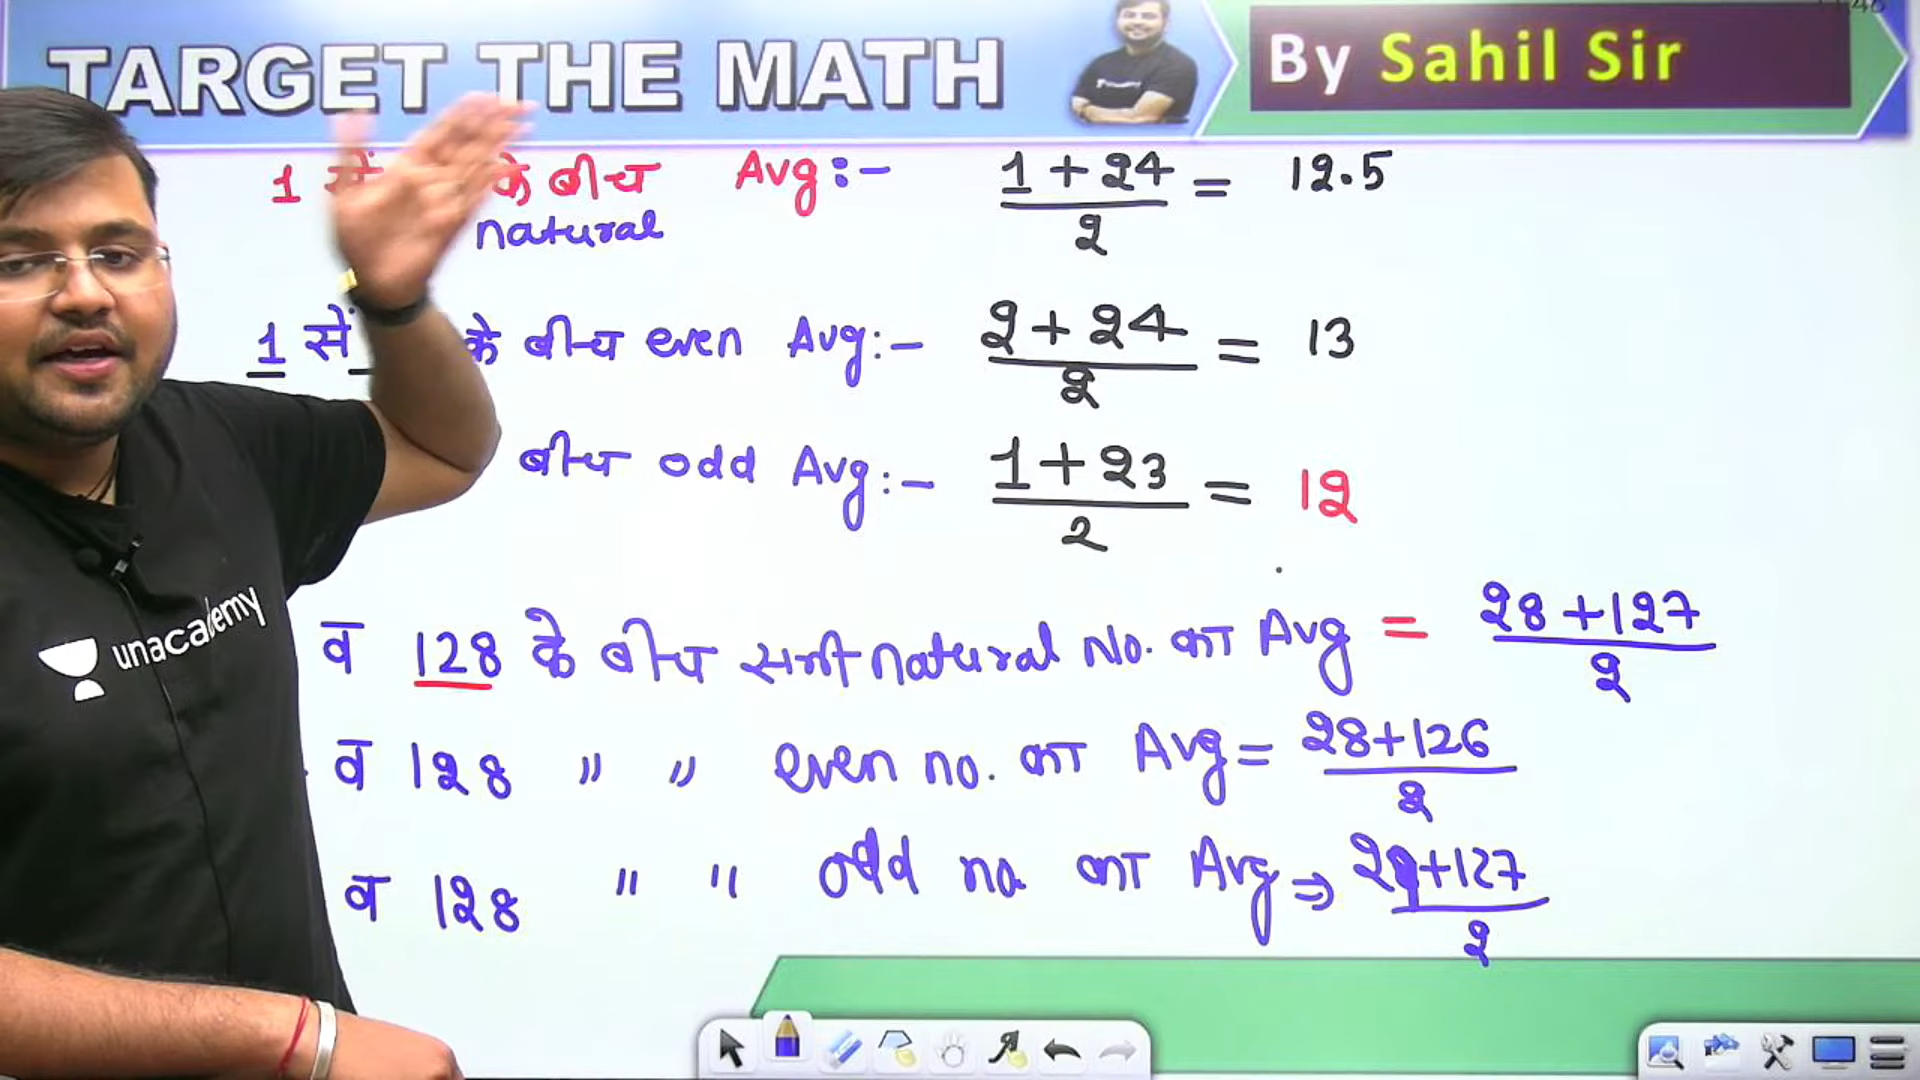 TARGET THE MATH
By Sahil Sir
1 से के बीच Avg:- 1 + 24 / 2 = 12.5
natural
1 से के बीच even Avg:- 2 + 24 / 2 = 13
बीच odd Avg:- 1 + 23 / 2 = 12
व 128 के बीच सभी natural No. का Avg = 28 + 127 / 2
व 128 " " even no. का Avg = 28 + 126 / 2
व 128 " " odd no. का Avg ⇒ 29 + 127 / 2
unacademy